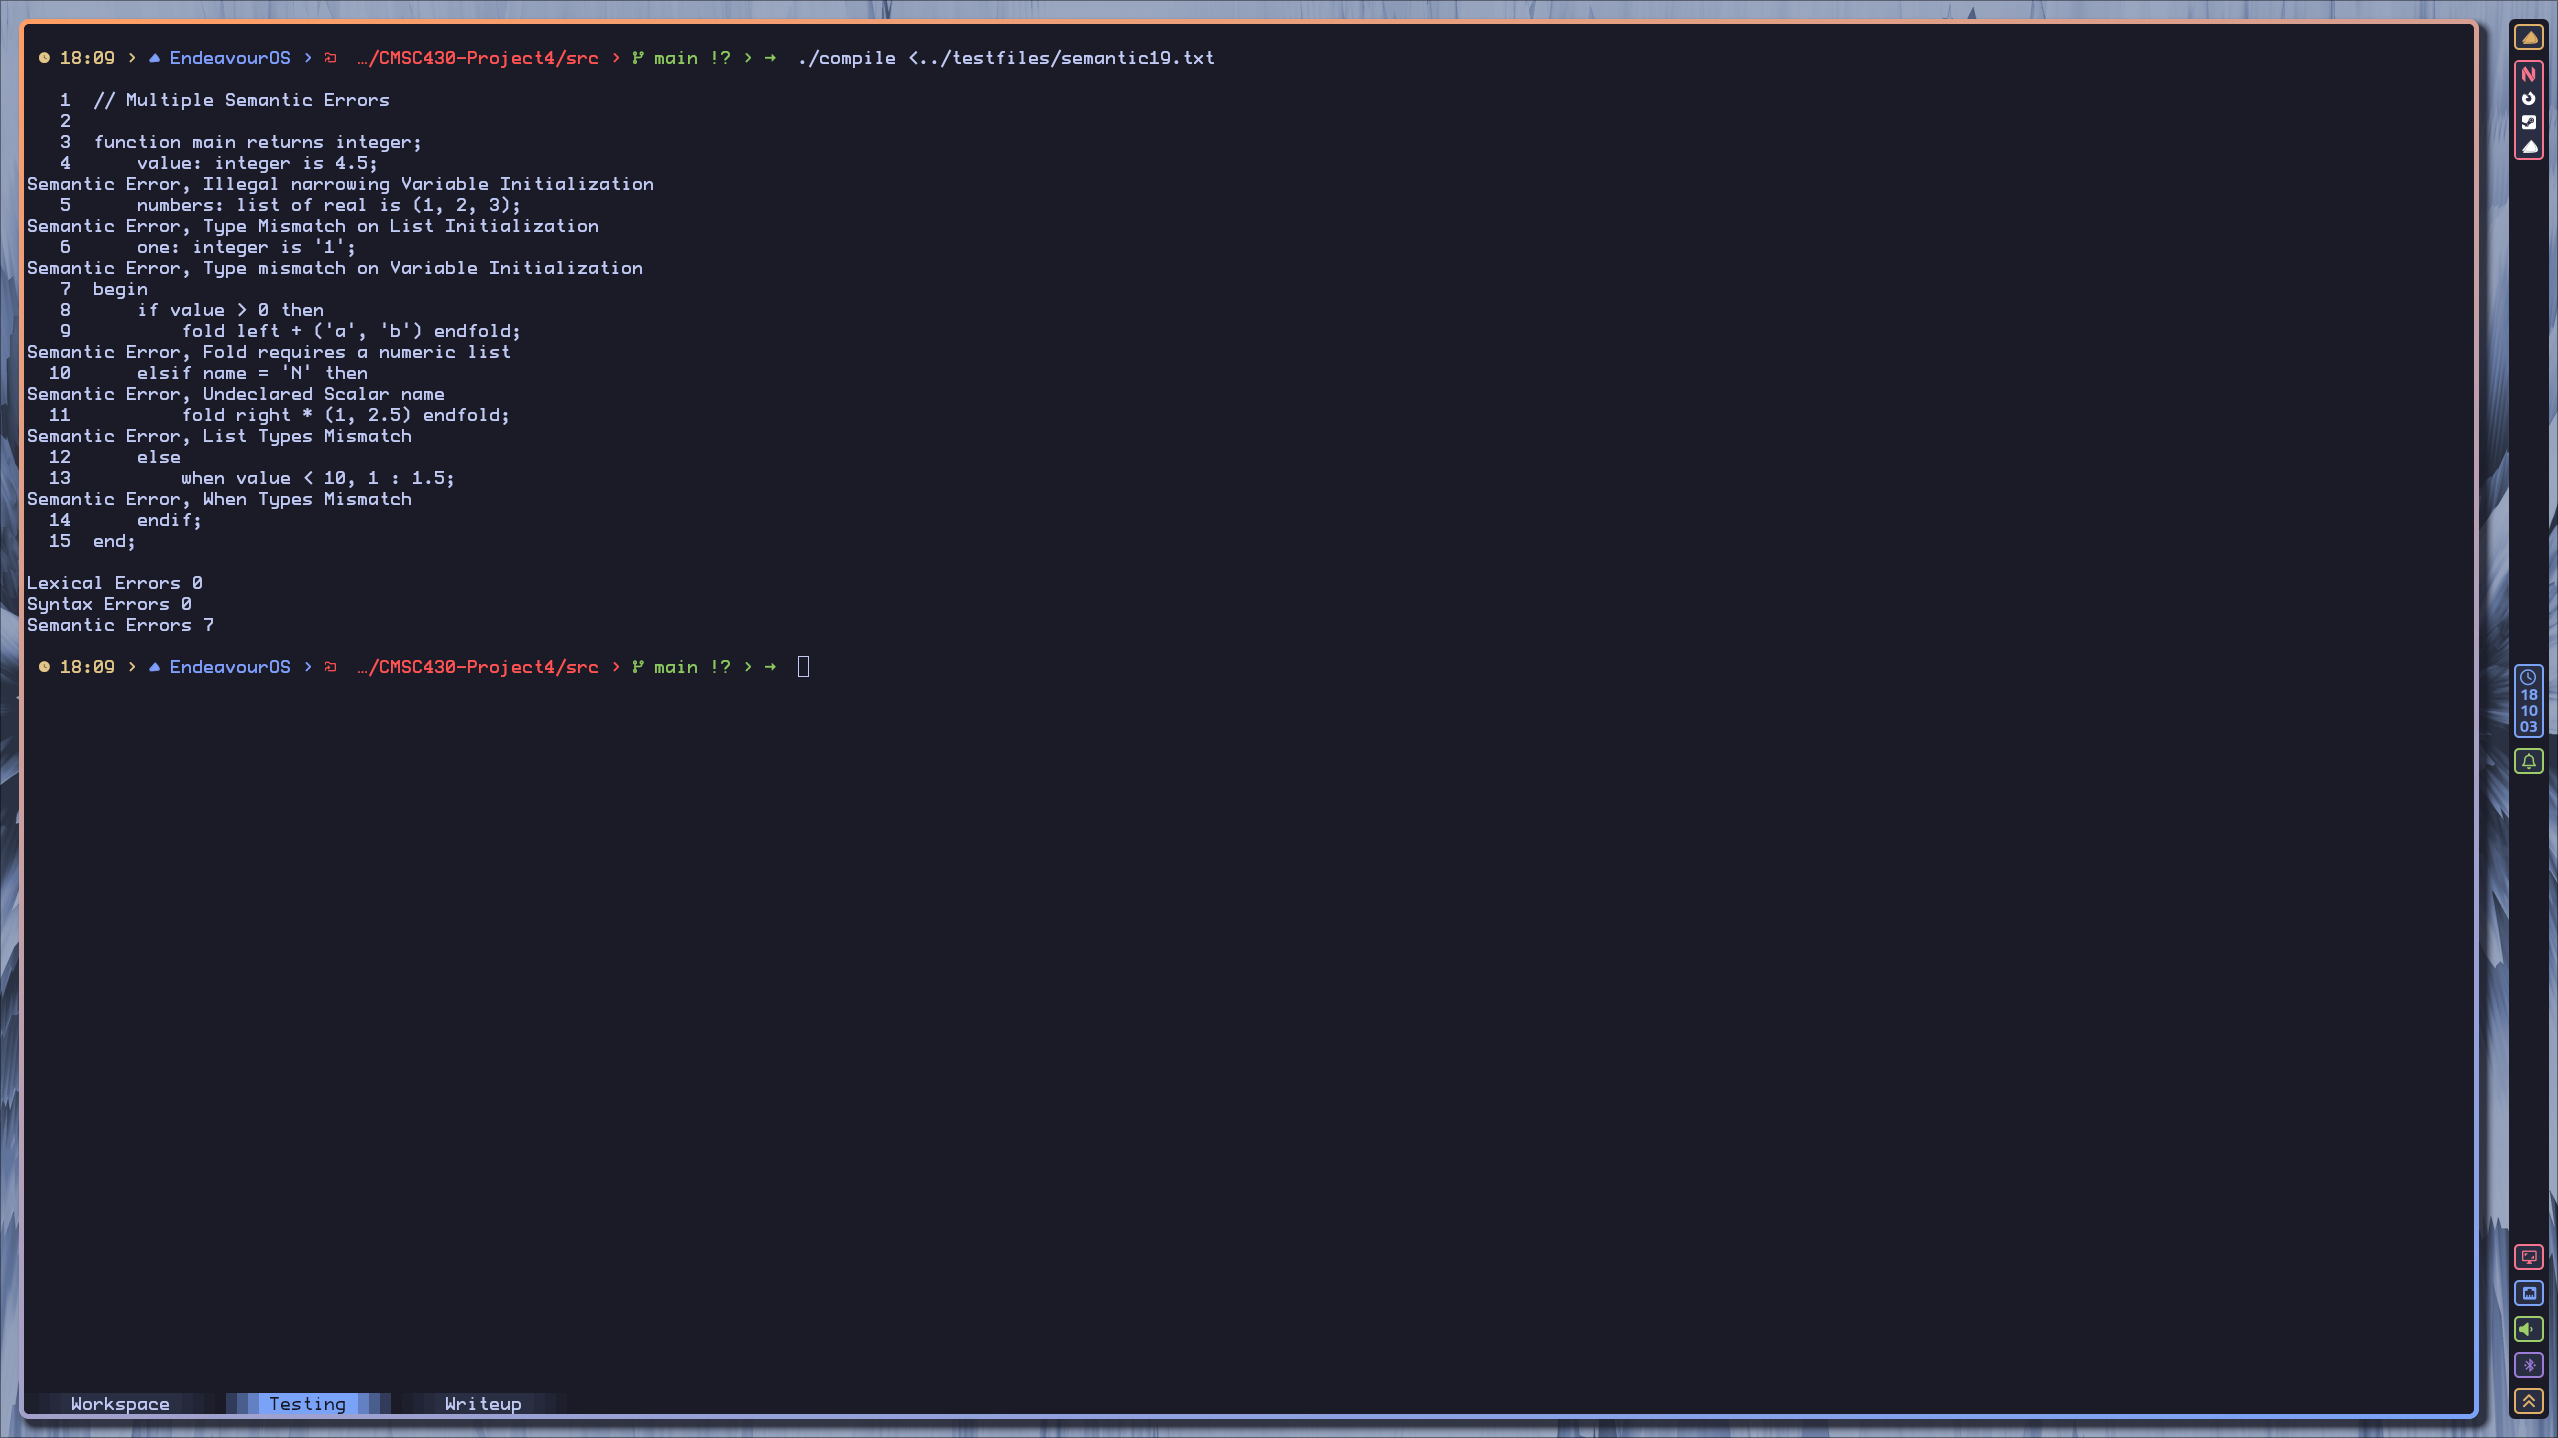 18:09 > EndeavourOS > …/CMSC430-Project4/src > main !? > → ./compile <../testfiles/semantic19.txt
1 // Multiple Semantic Errors
2
3 function main returns integer;
4 value: integer is 4.5;
Semantic Error, Illegal narrowing Variable Initialization
5 numbers: list of real is (1, 2, 3);
Semantic Error, Type Mismatch on List Initialization
6 one: integer is '1';
Semantic Error, Type mismatch on Variable Initialization
7 begin
8 if value > 0 then
9 fold left + ('a', 'b') endfold;
Semantic Error, Fold requires a numeric list
10 elsif name = 'N' then
Semantic Error, Undeclared Scalar name
11 fold right * (1, 2.5) endfold;
Semantic Error, List Types Mismatch
12 else
13 when value < 10, 1 : 1.5;
Semantic Error, When Types Mismatch
14 endif;
15 end;
Lexical Errors 0
Syntax Errors 0
Semantic Errors 7
18:09 > EndeavourOS > …/CMSC430-Project4/src > main !? > →
Workspace Testing Writeup
18
10
03